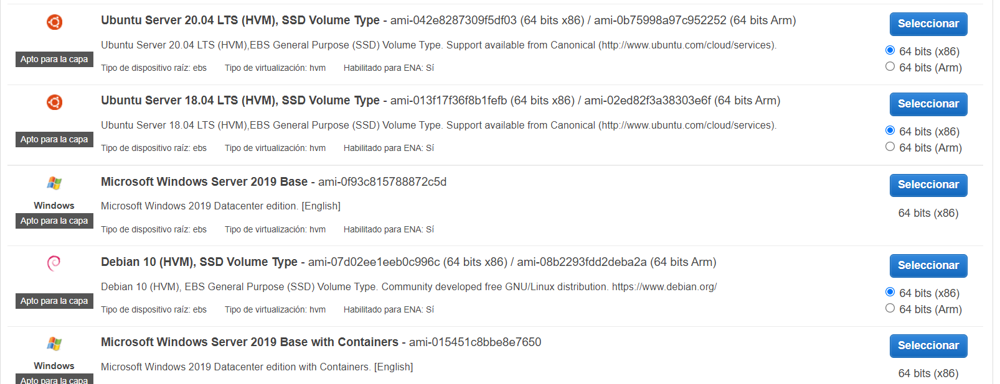 Ubuntu Server 20.04 LTS (HVM), SSD Volume Type - ami-042e8287309f5df03 (64 bits x86) / ami-0b75998a97c952252 (64 bits Arm)
Seleccionar
Ubuntu Server 20.04 LTS (HVM),EBS General Purpose (SSD) Volume Type. Support available from Canonical (http://www.ubuntu.com/cloud/services).
64 bits (x86)
Apto para la capa
Tipo de dispositivo raíz: ebs Tipo de virtualización: hvm Habilitado para ENA: Sí
64 bits (Arm)
Ubuntu Server 18.04 LTS (HVM), SSD Volume Type - ami-013f17f36f8b1fefb (64 bits x86) / ami-02ed82f3a38303e6f (64 bits Arm)
Seleccionar
Ubuntu Server 18.04 LTS (HVM),EBS General Purpose (SSD) Volume Type. Support available from Canonical (http://www.ubuntu.com/cloud/services).
64 bits (x86)
Apto para la capa
Tipo de dispositivo raíz: ebs Tipo de virtualización: hvm Habilitado para ENA: Sí
64 bits (Arm)
Microsoft Windows Server 2019 Base - ami-0f93c815788872c5d
Seleccionar
Windows
Microsoft Windows 2019 Datacenter edition. [English]
64 bits (x86)
Apto para la capa
Tipo de dispositivo raíz: ebs Tipo de virtualización: hvm Habilitado para ENA: Sí
Debian 10 (HVM), SSD Volume Type - ami-07d02ee1eeb0c996c (64 bits x86) / ami-08b2293fdd2deba2a (64 bits Arm)
Seleccionar
Debian 10 (HVM), EBS General Purpose (SSD) Volume Type. Community developed free GNU/Linux distribution. https://www.debian.org/
64 bits (x86)
Apto para la capa
Tipo de dispositivo raíz: ebs Tipo de virtualización: hvm Habilitado para ENA: Sí
64 bits (Arm)
Microsoft Windows Server 2019 Base with Containers - ami-015451c8bbe8e7650
Seleccionar
Windows
Microsoft Windows 2019 Datacenter edition with Containers. [English]
64 bits (x86)
Apto para la capa